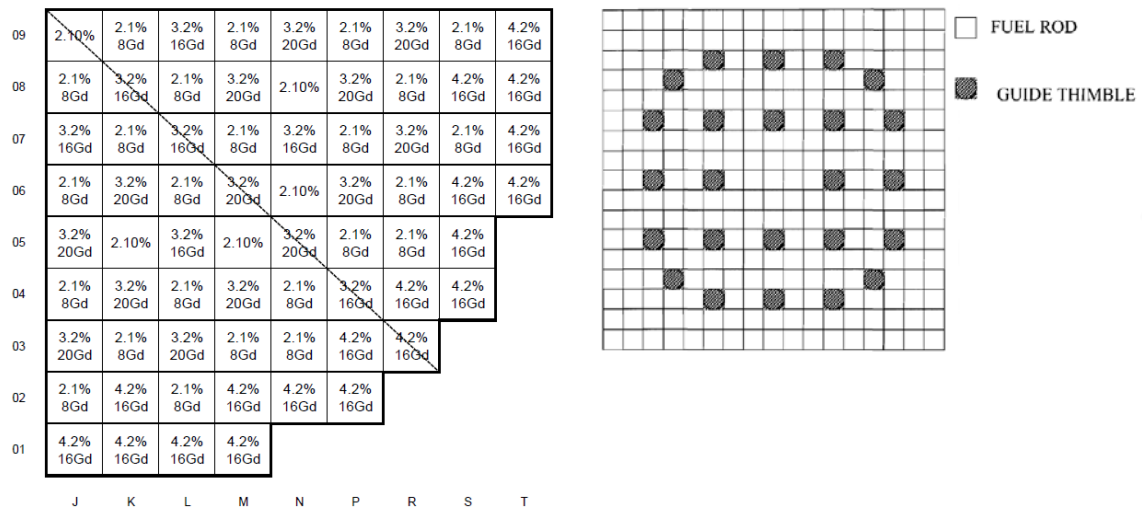 09 2.10% 2.1% 3.2% 2.1% 3.2% 2.1% 3.2% 2.1% 4.2%
8Gd 16Gd 8Gd 20Gd 8Gd 20Gd 8Gd 16Gd
08 2.1% 3.2% 2.1% 3.2% 2.10% 3.2% 2.1% 4.2% 4.2%
8Gd 16Gd 8Gd 20Gd 20Gd 8Gd 16Gd 16Gd
07 3.2% 2.1% 3.2% 2.1% 3.2% 2.1% 3.2% 2.1% 4.2%
16Gd 8Gd 16Gd 8Gd 16Gd 8Gd 20Gd 8Gd 16Gd
06 2.1% 3.2% 2.1% 3.2% 2.10% 3.2% 2.1% 4.2% 4.2%
8Gd 20Gd 8Gd 20Gd 20Gd 8Gd 16Gd 16Gd
05 3.2% 2.10% 3.2% 2.10% 3.2% 2.1% 2.1% 4.2%
20Gd 16Gd 20Gd 8Gd 8Gd 16Gd
04 2.1% 3.2% 2.1% 3.2% 2.1% 3.2% 4.2% 4.2%
8Gd 20Gd 8Gd 20Gd 8Gd 16Gd 16Gd 16Gd
03 3.2% 2.1% 3.2% 2.1% 2.1% 4.2% 4.2%
20Gd 8Gd 20Gd 8Gd 8Gd 16Gd 16Gd
02 2.1% 4.2% 2.1% 4.2% 4.2% 4.2%
8Gd 16Gd 8Gd 16Gd 16Gd 16Gd
01 4.2% 4.2% 4.2% 4.2%
16Gd 16Gd 16Gd 16Gd
J K L M N P R S T
FUEL ROD
GUIDE THIMBLE